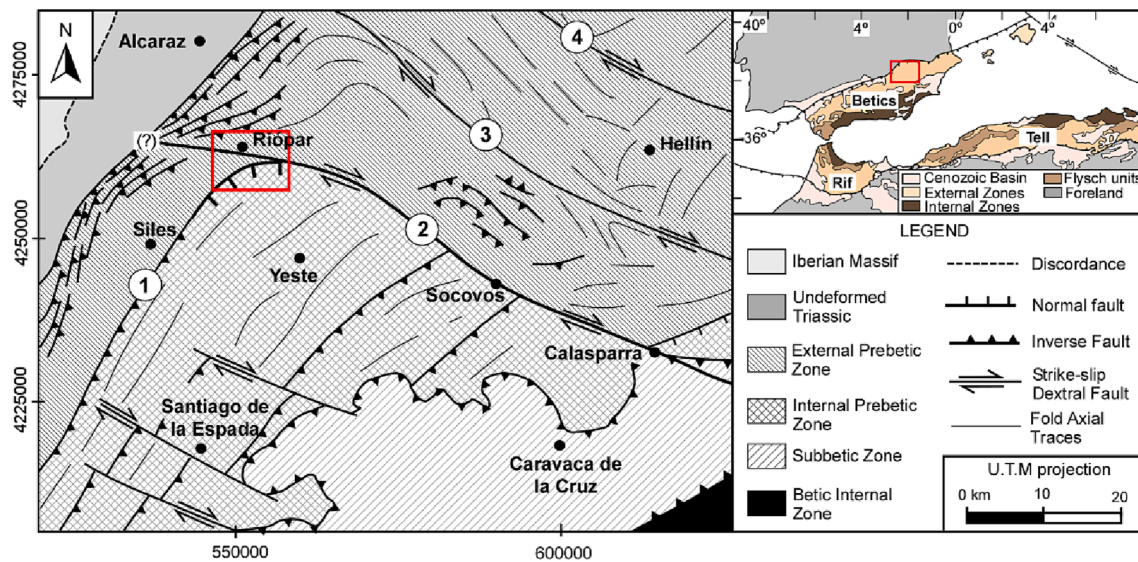 N
Alcaraz
4
3
(?)
Riópar
Hellín
Siles
2
Yeste
1
Socovos
Calasparra
Santiago de
la Espada
Caravaca de
la Cruz
4275000
4250000
4225000
550000
600000
40°
4°
0°
4°
36°
Betics
Tell
Rif
Cenozoic Basin
External Zones
Internal Zones
Flysch units
Foreland
LEGEND
Iberian Massif
Undeformed
Triassic
External Prebetic
Zone
Internal Prebetic
Zone
Subbetic Zone
Betic Internal
Zone
Discordance
Normal fault
Inverse Fault
Strike-slip
Dextral Fault
Fold Axial
Traces
U.T.M projection
0 km
10
20